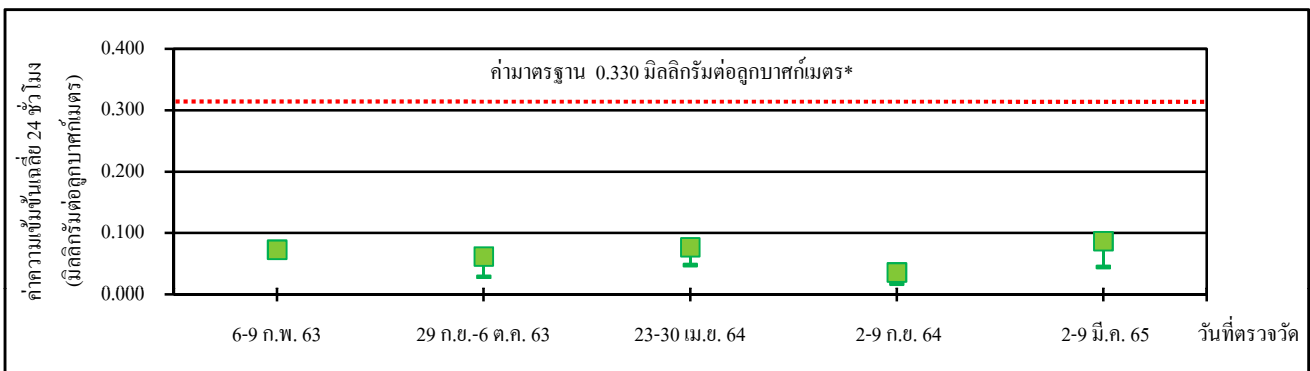 ค่าความเข้มข้นเฉลี่ย 24 ชั่วโมง
(มิลลิกรัมต่อลูกบาศก์เมตร)
0.400
0.300
0.200
0.100
0.000
ค่ามาตรฐาน 0.330 มิลลิกรัมต่อลูกบาศก์เมตร*
6-9 ก.พ. 63
29 ก.ย.-6 ต.ค. 63
23-30 เม.ย. 64
2-9 ก.ย. 64
2-9 มี.ค. 65
วันที่ตรวจวัด